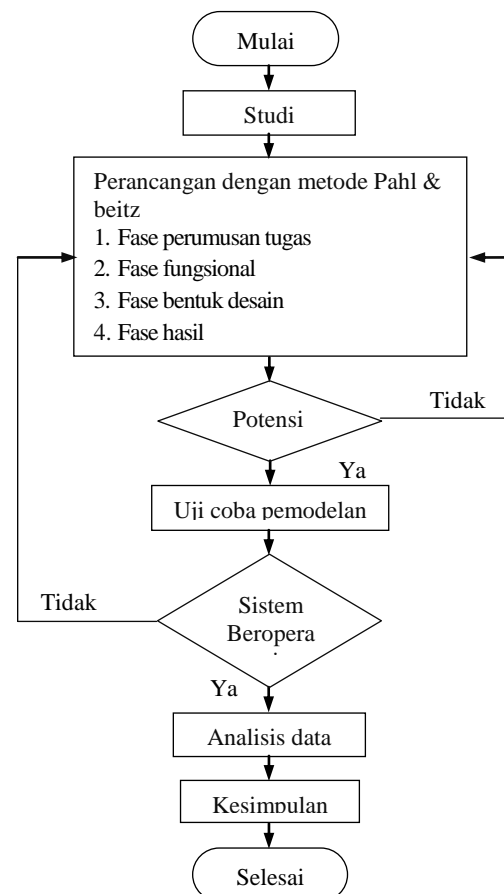 Mulai
Studi
Perancangan dengan metode Pahl &
beitz
1. Fase perumusan tugas
2. Fase fungsional
3. Fase bentuk desain
4. Fase hasil
Potensi
Tidak
Ya
Uji coba pemodelan
Tidak
Sistem
Beropera
Ya
Analisis data
Kesimpulan
Selesai